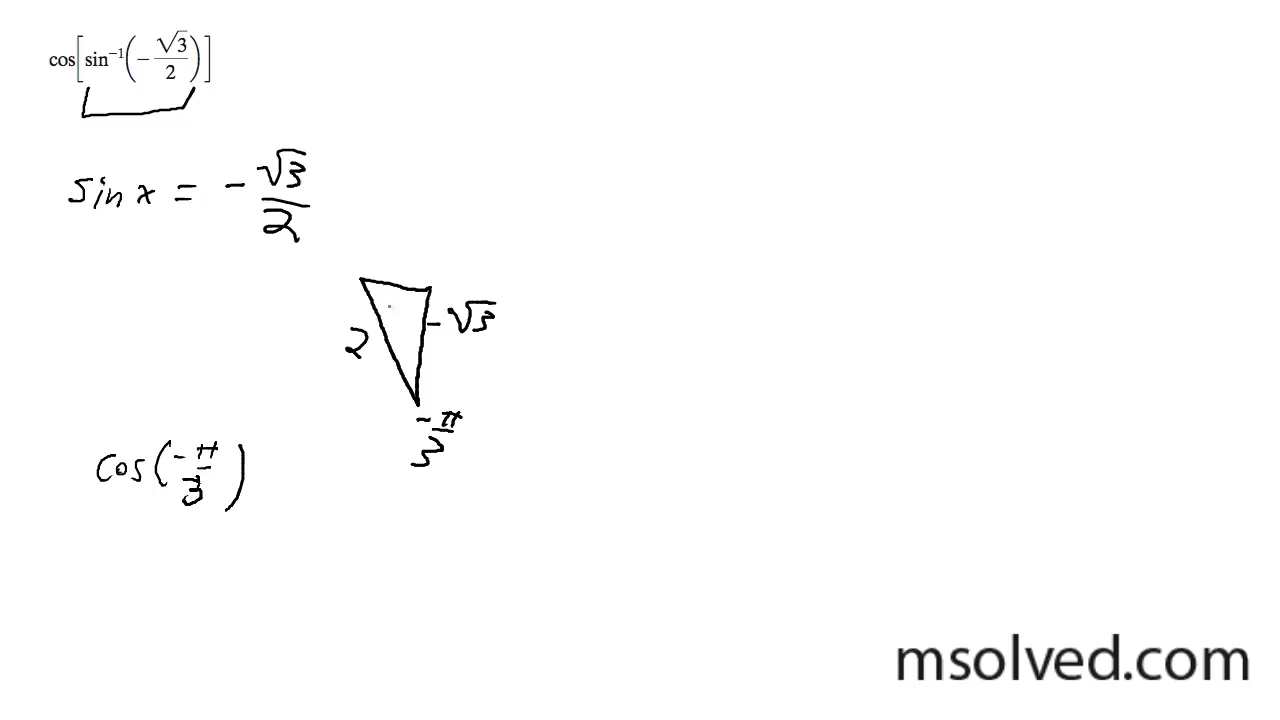 cos[sin⁻¹(−√3/2)]
sin x = −√3/2
2
−√3
−π/3
cos(−π/3)
msolved.com